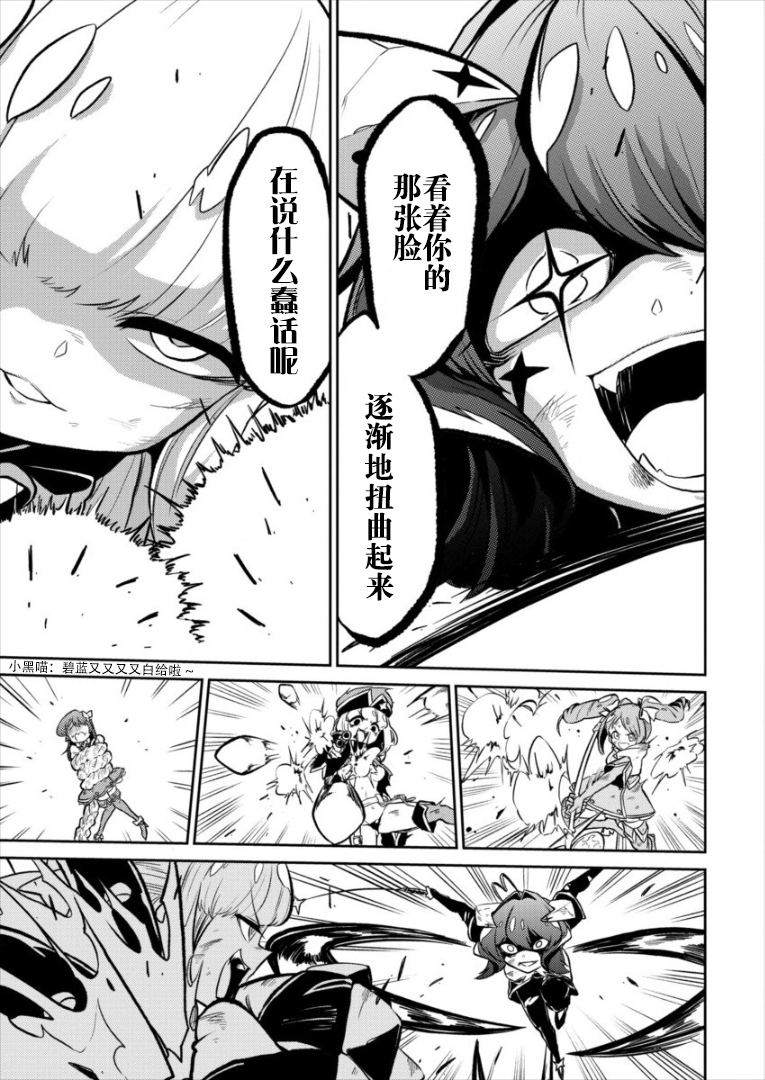 看着你的
那张脸
逐渐地扭曲起来
在说什么蠢话呢
小黑喵：碧蓝又又又又白给啦～